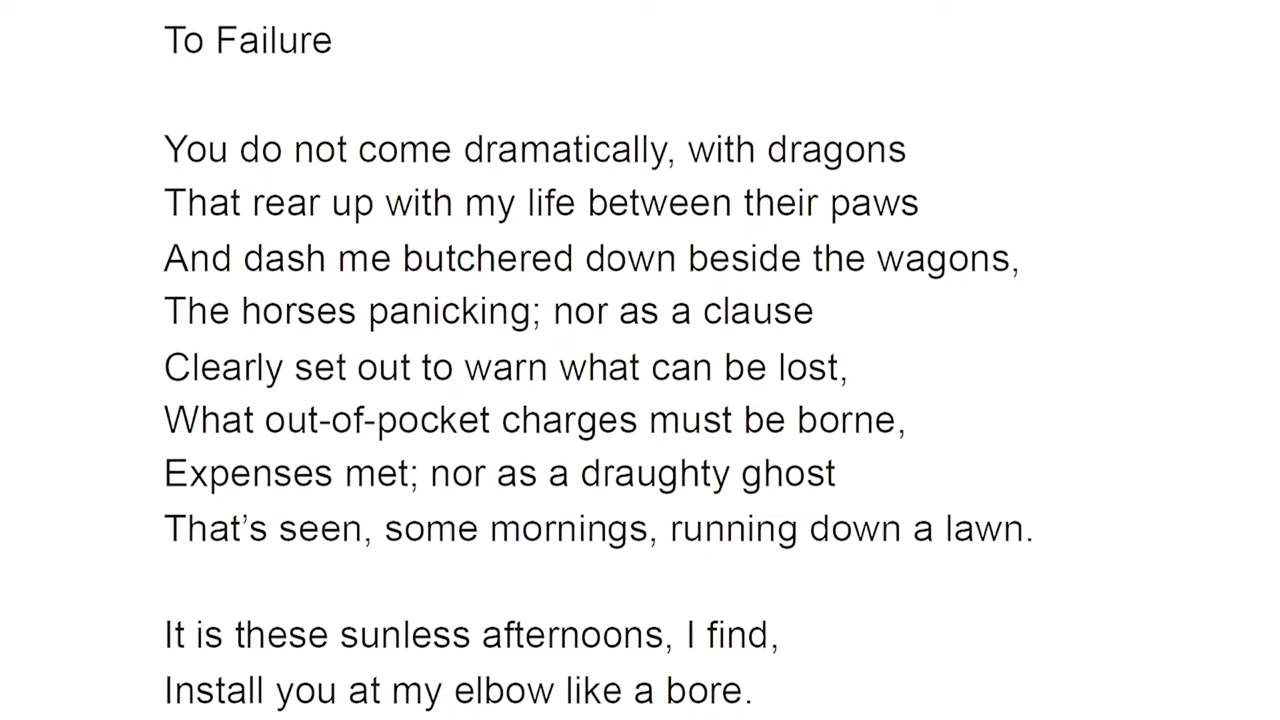 To Failure
You do not come dramatically, with dragons
That rear up with my life between their paws
And dash me butchered down beside the wagons,
The horses panicking; nor as a clause
Clearly set out to warn what can be lost,
What out-of-pocket charges must be borne,
Expenses met; nor as a draughty ghost
That’s seen, some mornings, running down a lawn.
It is these sunless afternoons, I find,
Install you at my elbow like a bore.